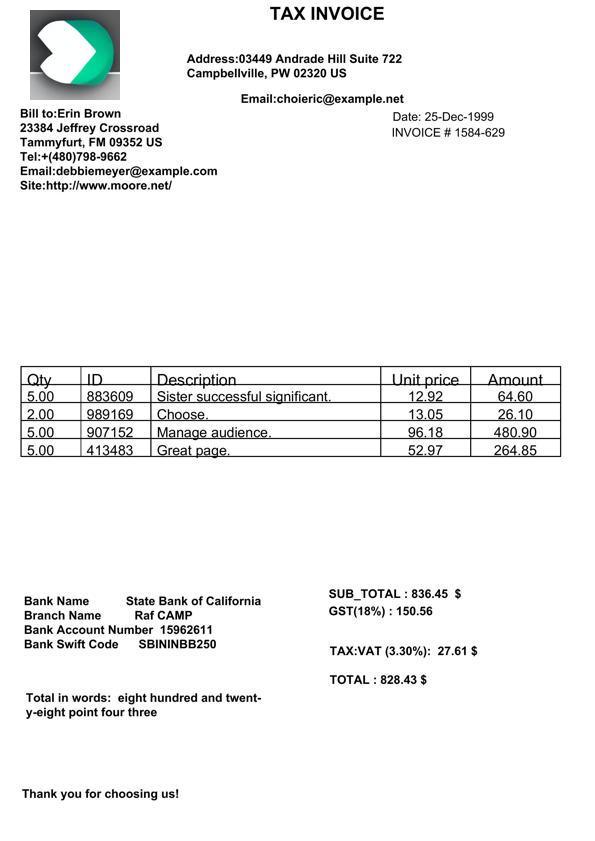 TAX INVOICE
Address:03449 Andrade Hill Suite 722
Campbellville, PW 02320 US
Email:choieric@example.net
Bill to:Erin Brown
23384 Jeffrey Crossroad
Tammyfurt, FM 09352 US
Tel:+(480)798-9662
Email:debbiemeyer@example.com
Site:http://www.moore.net/
Date: 25-Dec-1999
INVOICE # 1584-629
Qty ID Description Unit price Amount
5.00 883609 Sister successful significant. 12.92 64.60
2.00 989169 Choose. 13.05 26.10
5.00 907152 Manage audience. 96.18 480.90
5.00 413483 Great page. 52.97 264.85
Bank Name State Bank of California
Branch Name Raf CAMP
Bank Account Number 15962611
Bank Swift Code SBININBB250
SUB_TOTAL : 836.45 $
GST(18%) : 150.56
TAX:VAT (3.30%): 27.61 $
TOTAL : 828.43 $
Total in words: eight hundred and twent-
y-eight point four three
Thank you for choosing us!